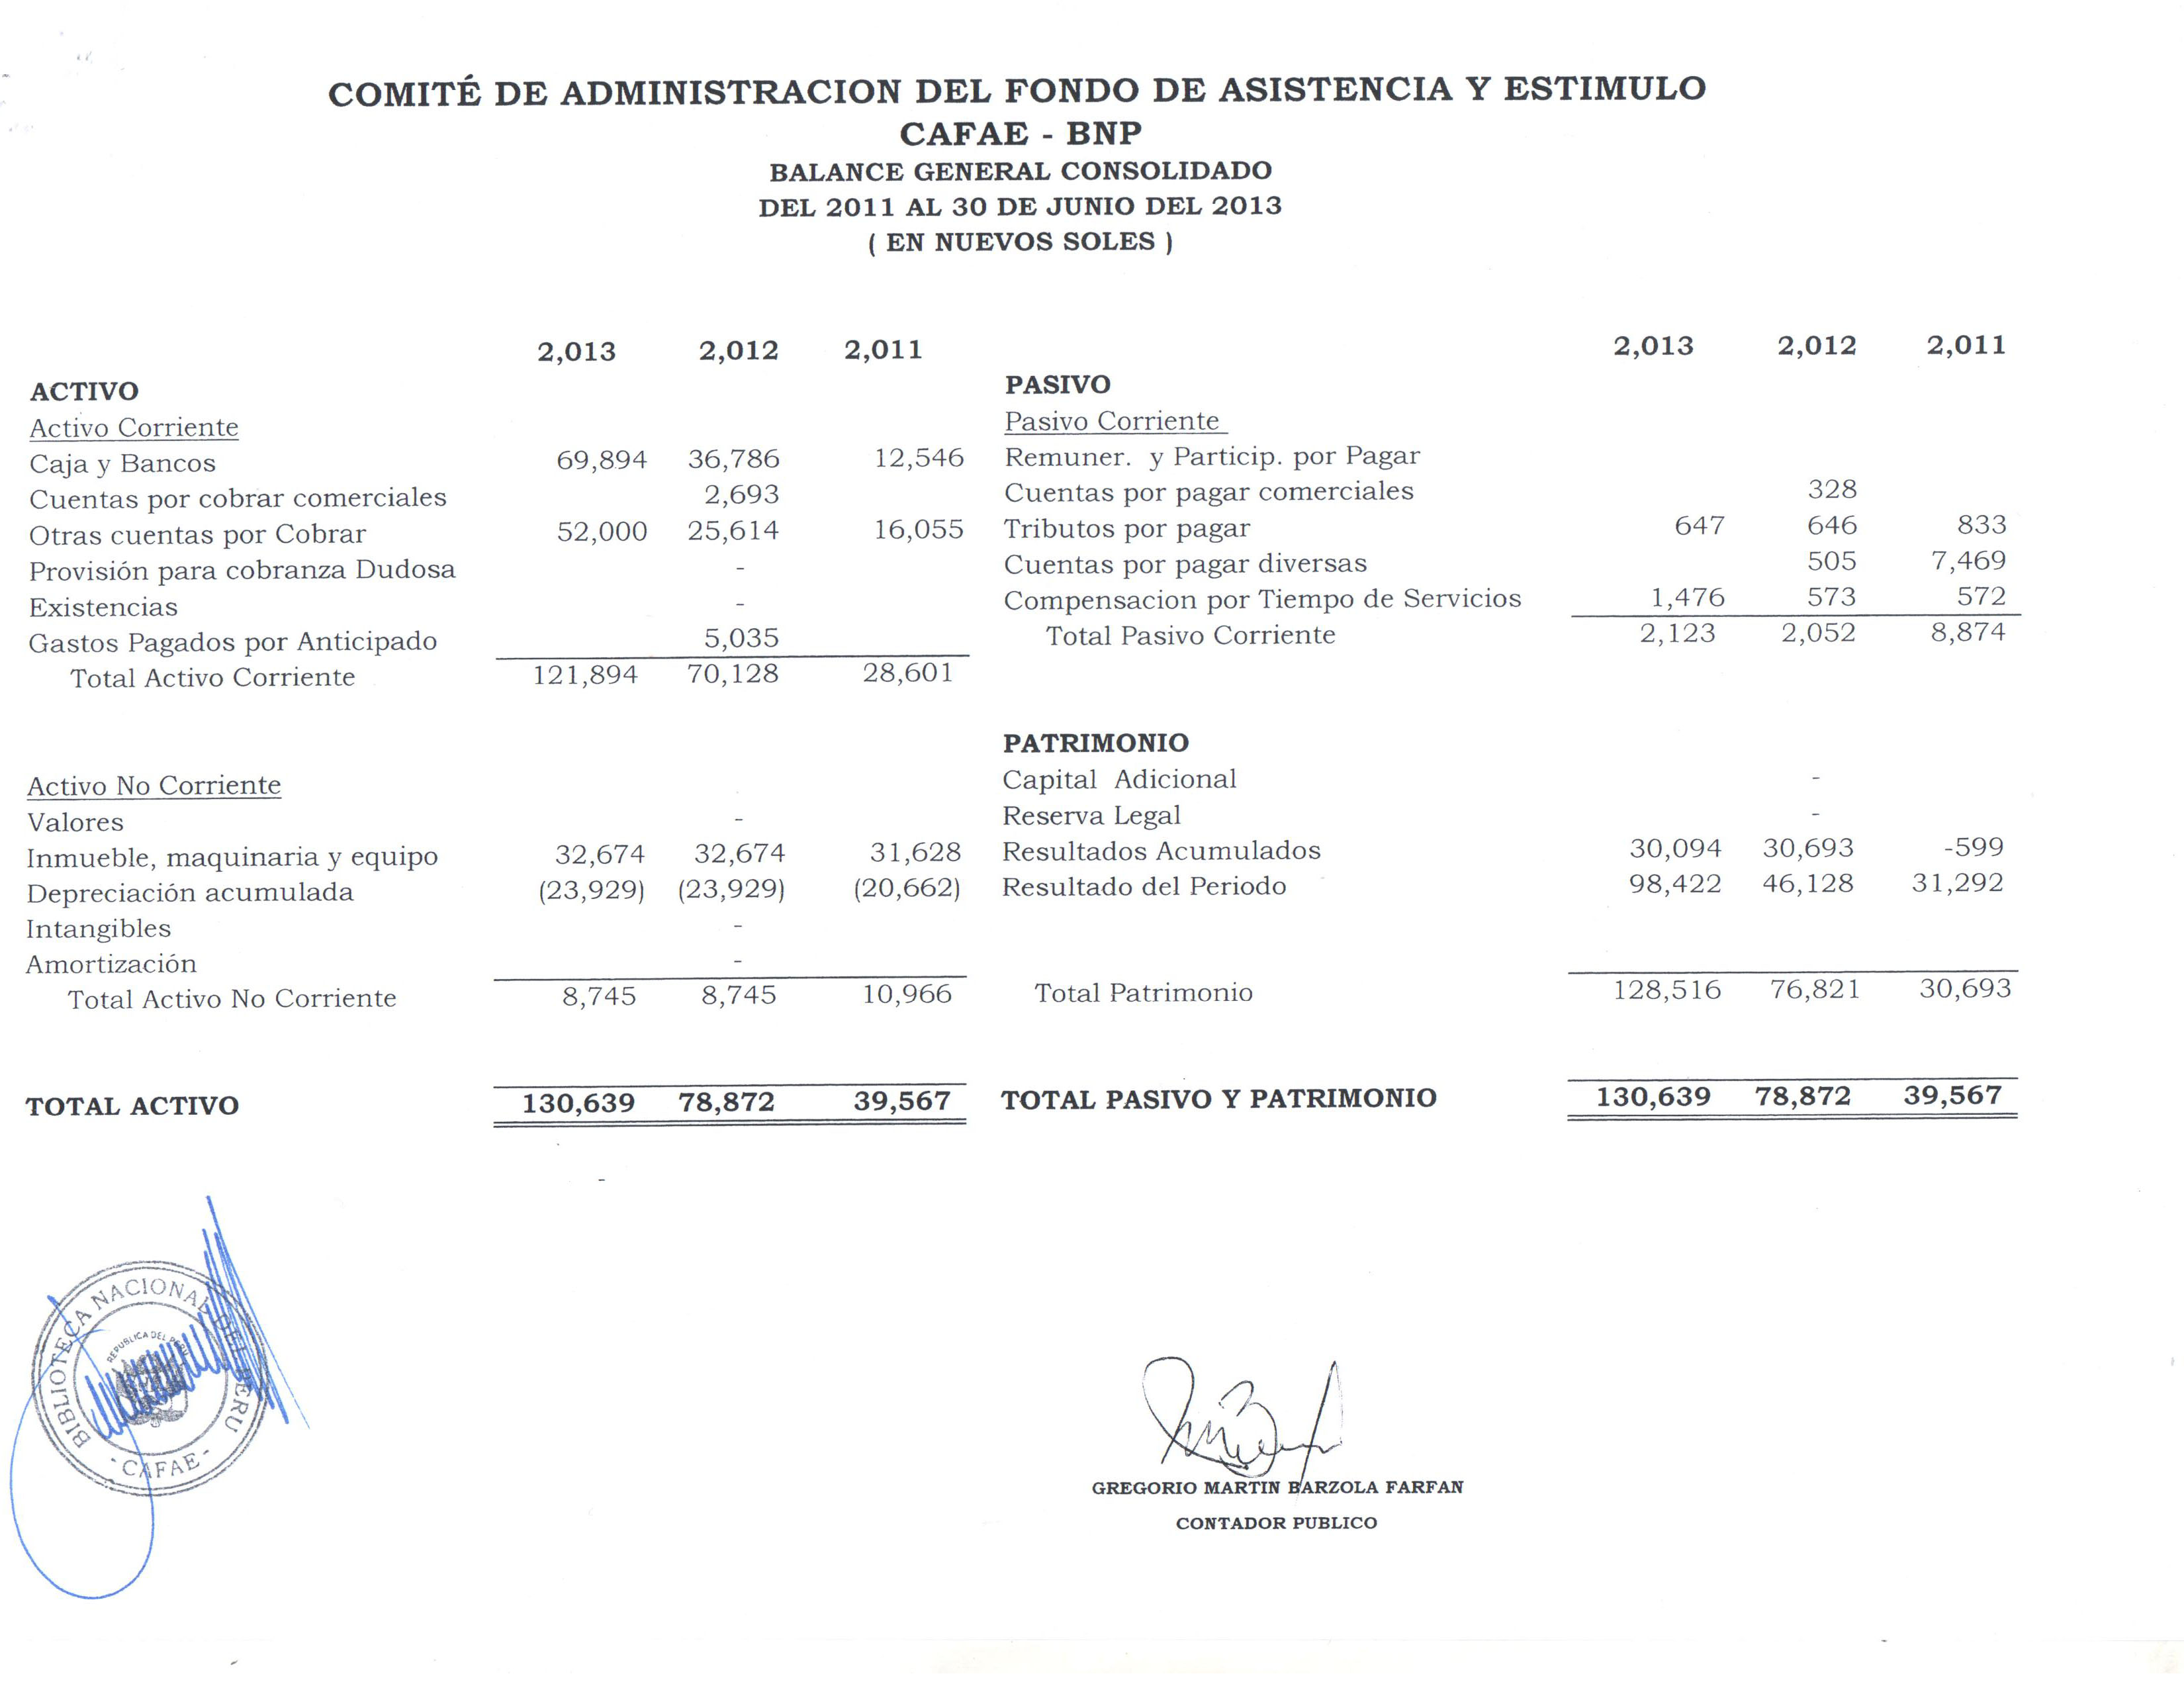 COMITÉ DE ADMINISTRACION DEL FONDO DE ASISTENCIA Y ESTIMULO
CAFAE - BNP
BALANCE GENERAL CONSOLIDADO
DEL 2011 AL 30 DE JUNIO DEL 2013
( EN NUEVOS SOLES )
2,013 2,012 2,011
ACTIVO
Activo Corriente
Caja y Bancos 69,894 36,786 12,546
Cuentas por cobrar comerciales 2,693
Otras cuentas por Cobrar 52,000 25,614 16,055
Provisión para cobranza Dudosa -
Existencias -
Gastos Pagados por Anticipado 5,035
Total Activo Corriente 121,894 70,128 28,601
Activo No Corriente
Valores -
Inmueble, maquinaria y equipo 32,674 32,674 31,628
Depreciación acumulada (23,929) (23,929) (20,662)
Intangibles -
Amortización -
Total Activo No Corriente 8,745 8,745 10,966
TOTAL ACTIVO 130,639 78,872 39,567
-
2,013 2,012 2,011
PASIVO
Pasivo Corriente
Remuner. y Particip. por Pagar
Cuentas por pagar comerciales 328
Tributos por pagar 647 646 833
Cuentas por pagar diversas 505 7,469
Compensacion por Tiempo de Servicios 1,476 573 572
Total Pasivo Corriente 2,123 2,052 8,874
PATRIMONIO
Capital Adicional -
Reserva Legal -
Resultados Acumulados 30,094 30,693 -599
Resultado del Periodo 98,422 46,128 31,292
Total Patrimonio 128,516 76,821 30,693
TOTAL PASIVO Y PATRIMONIO 130,639 78,872 39,567
BIBLIOTECA NACIONAL DEL PERU
REPUBLICA DEL PERU
- CAFAE -
GREGORIO MARTIN BARZOLA FARFAN
CONTADOR PUBLICO